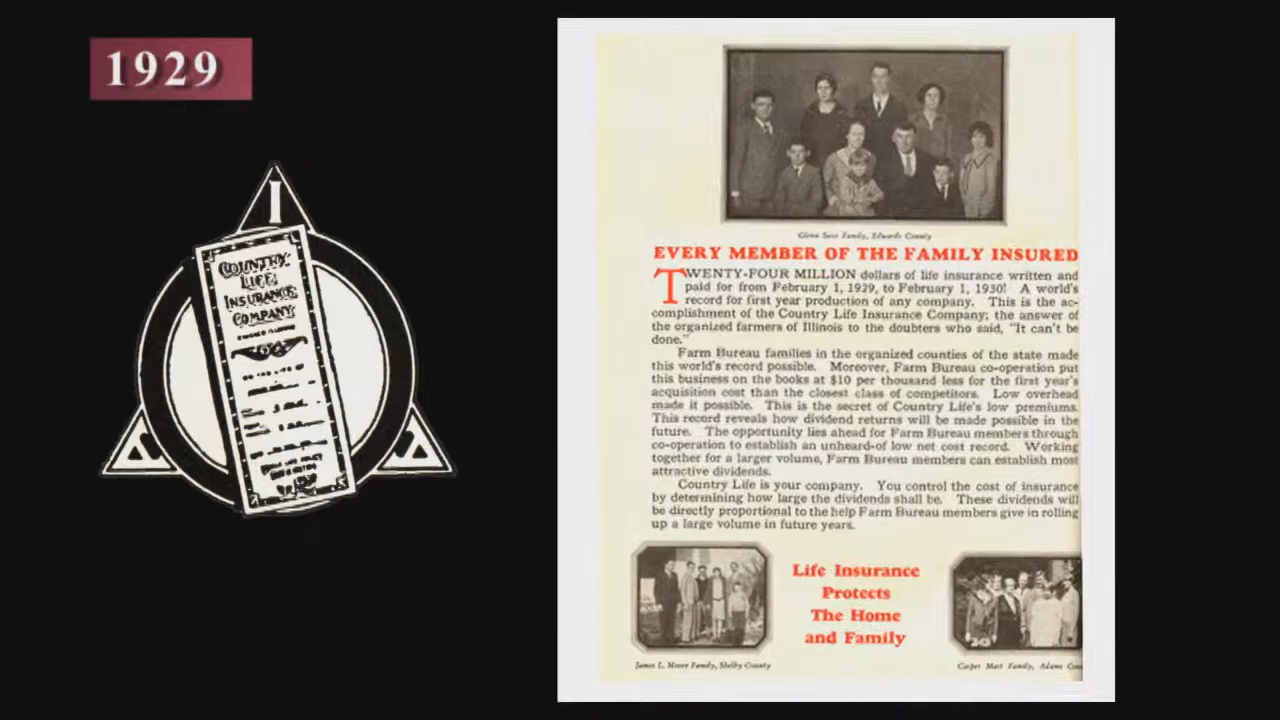 1929
I
COUNTRY
LIFE
INSURANCE
COMPANY
Glenn Sare Family, Edwards County
EVERY MEMBER OF THE FAMILY INSURED
TWENTY-FOUR MILLION dollars of life insurance written and
paid for from February 1, 1929, to February 1, 1930! A world's
record for first year production of any company. This is the ac-
complishment of the Country Life Insurance Company; the answer of
the organized farmers of Illinois to the doubters who said, "It can't be
done."
Farm Bureau families in the organized counties of the state made
this world's record possible. Moreover, Farm Bureau co-operation put
this business on the books at $10 per thousand less for the first year's
acquisition cost than the closest class of competitors. Low overhead
made it possible. This is the secret of Country Life's low premiums.
This record reveals how dividend returns will be made possible in the
future. The opportunity lies ahead for Farm Bureau members through
co-operation to establish an unheard-of low net cost record. Working
together for a larger volume, Farm Bureau members can establish most
attractive dividends.
Country Life is your company. You control the cost of insurance
by determining how large the dividends shall be. These dividends will
be directly proportional to the help Farm Bureau members give in rolling
up a large volume in future years.
Life Insurance
Protects
The Home
and Family
James L. Moore Family, Shelby County
Casper Mast Family, Adams